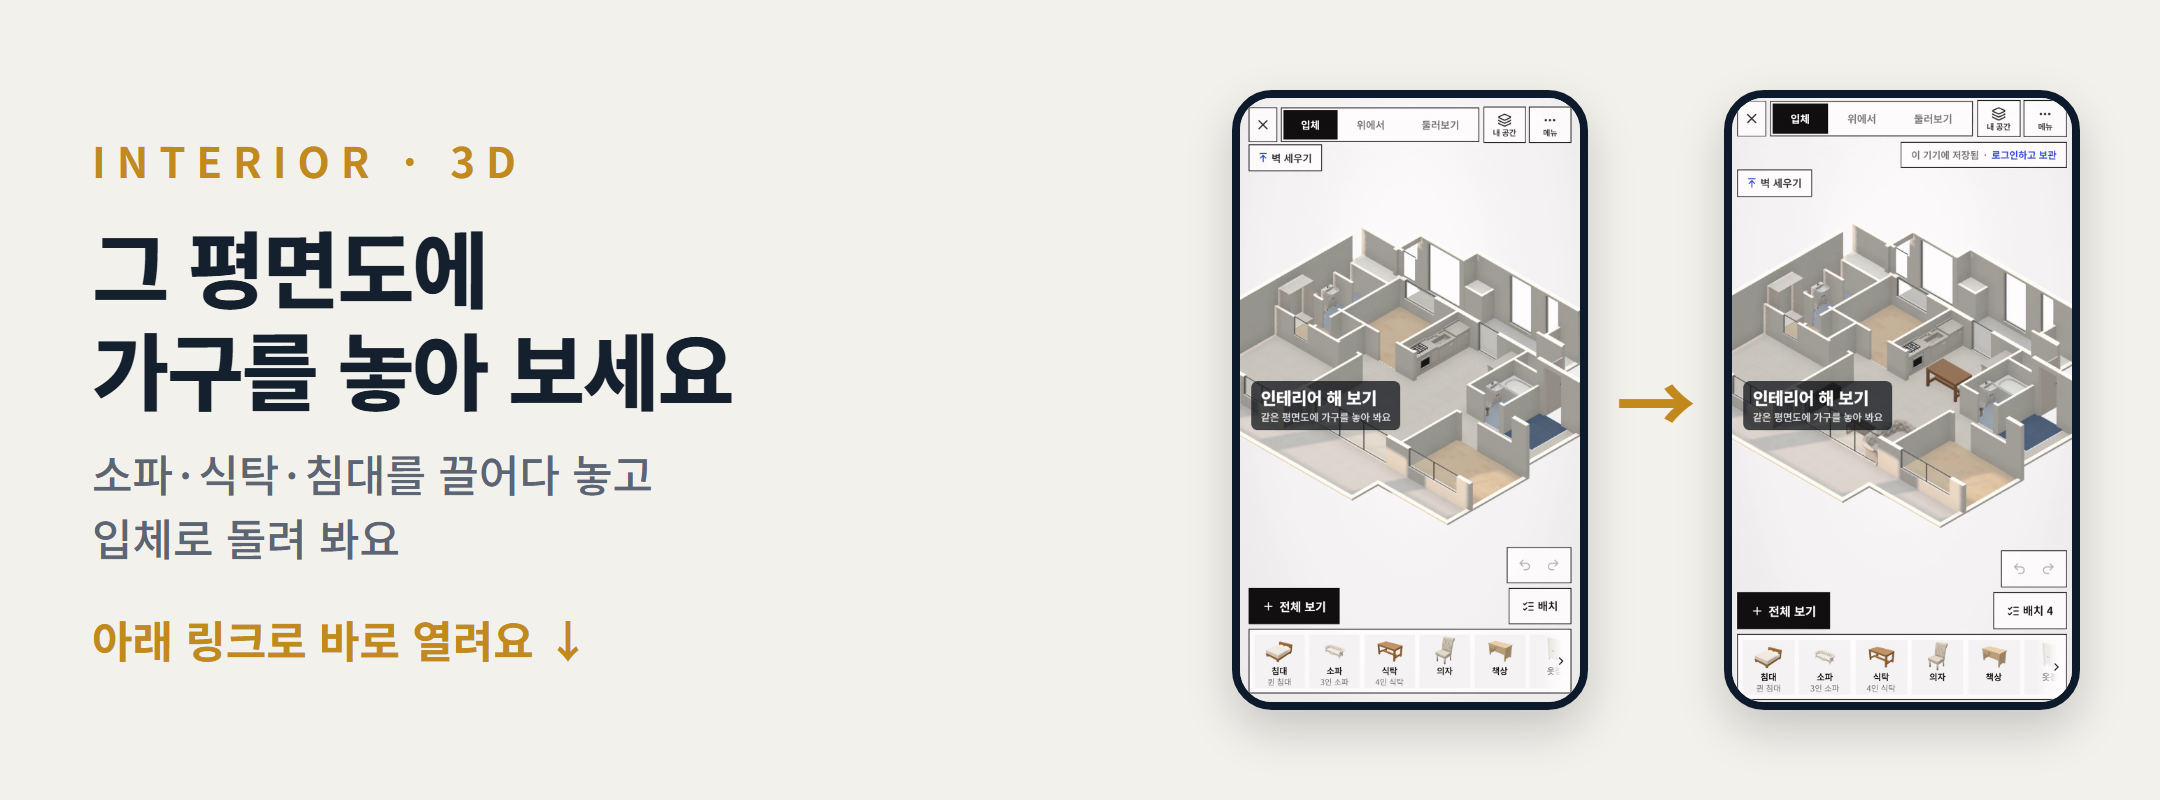 INTERIOR · 3D
그 평면도에
가구를 놓아 보세요
소파·식탁·침대를 끌어다 놓고
입체로 돌려 봐요
아래 링크로 바로 열려요 ↓
입체 위에서 둘러보기 내 공간 메뉴
벽 세우기
인테리어 해 보기
같은 평면도에 가구를 놓아 봐요
+ 전체 보기
배치
침대 소파 식탁 의자 책상
퀸 침대 3인 소파 4인 식탁
→
입체 위에서 둘러보기 내 공간 메뉴
이 기기에 저장됨 · 로그인하고 보관
벽 세우기
인테리어 해 보기
같은 평면도에 가구를 놓아 봐요
+ 전체 보기
배치 4
침대 소파 식탁 의자 책상
퀸 침대 3인 소파 4인 식탁